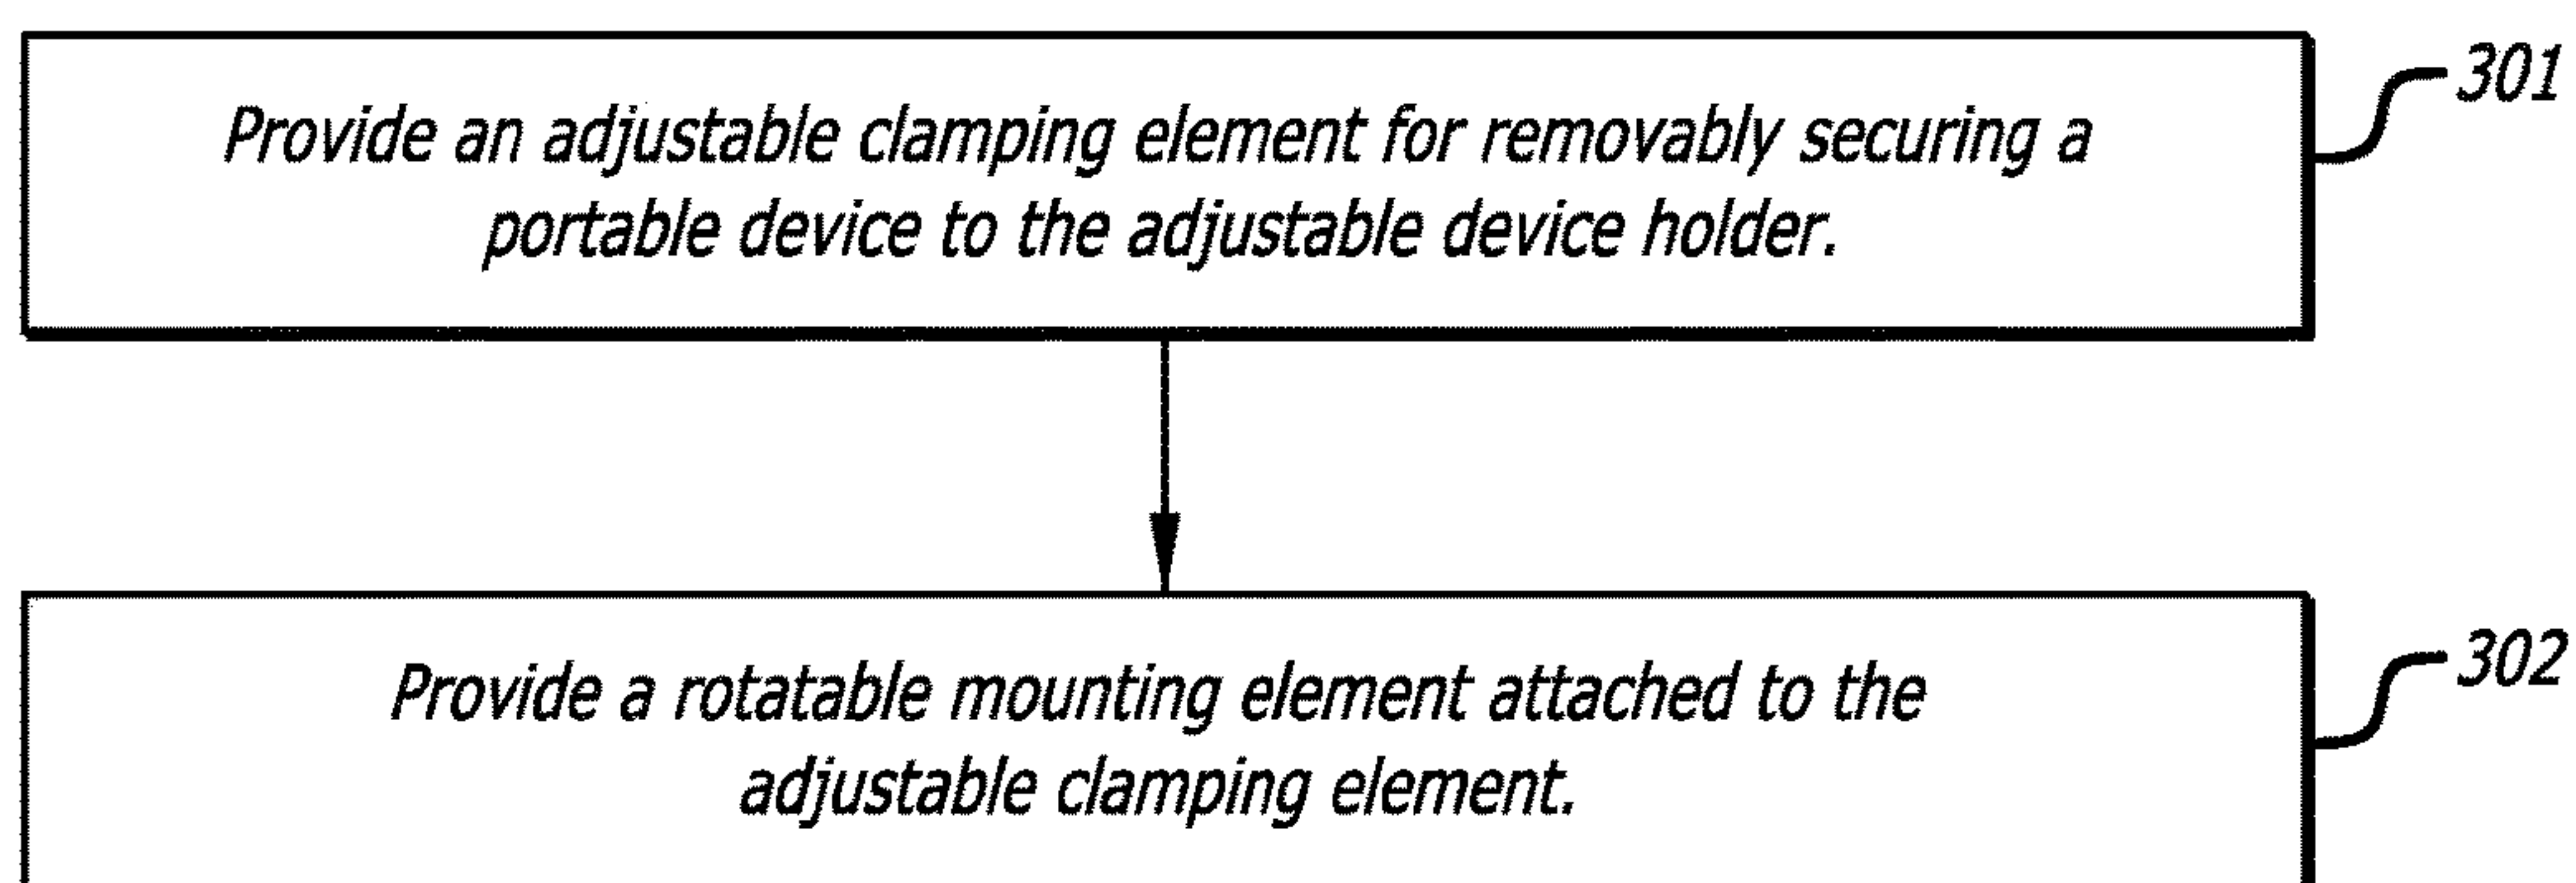 301
Provide an adjustable clamping element for removably securing a
portable device to the adjustable device holder.
302
Provide a rotatable mounting element attached to the
adjustable clamping element.